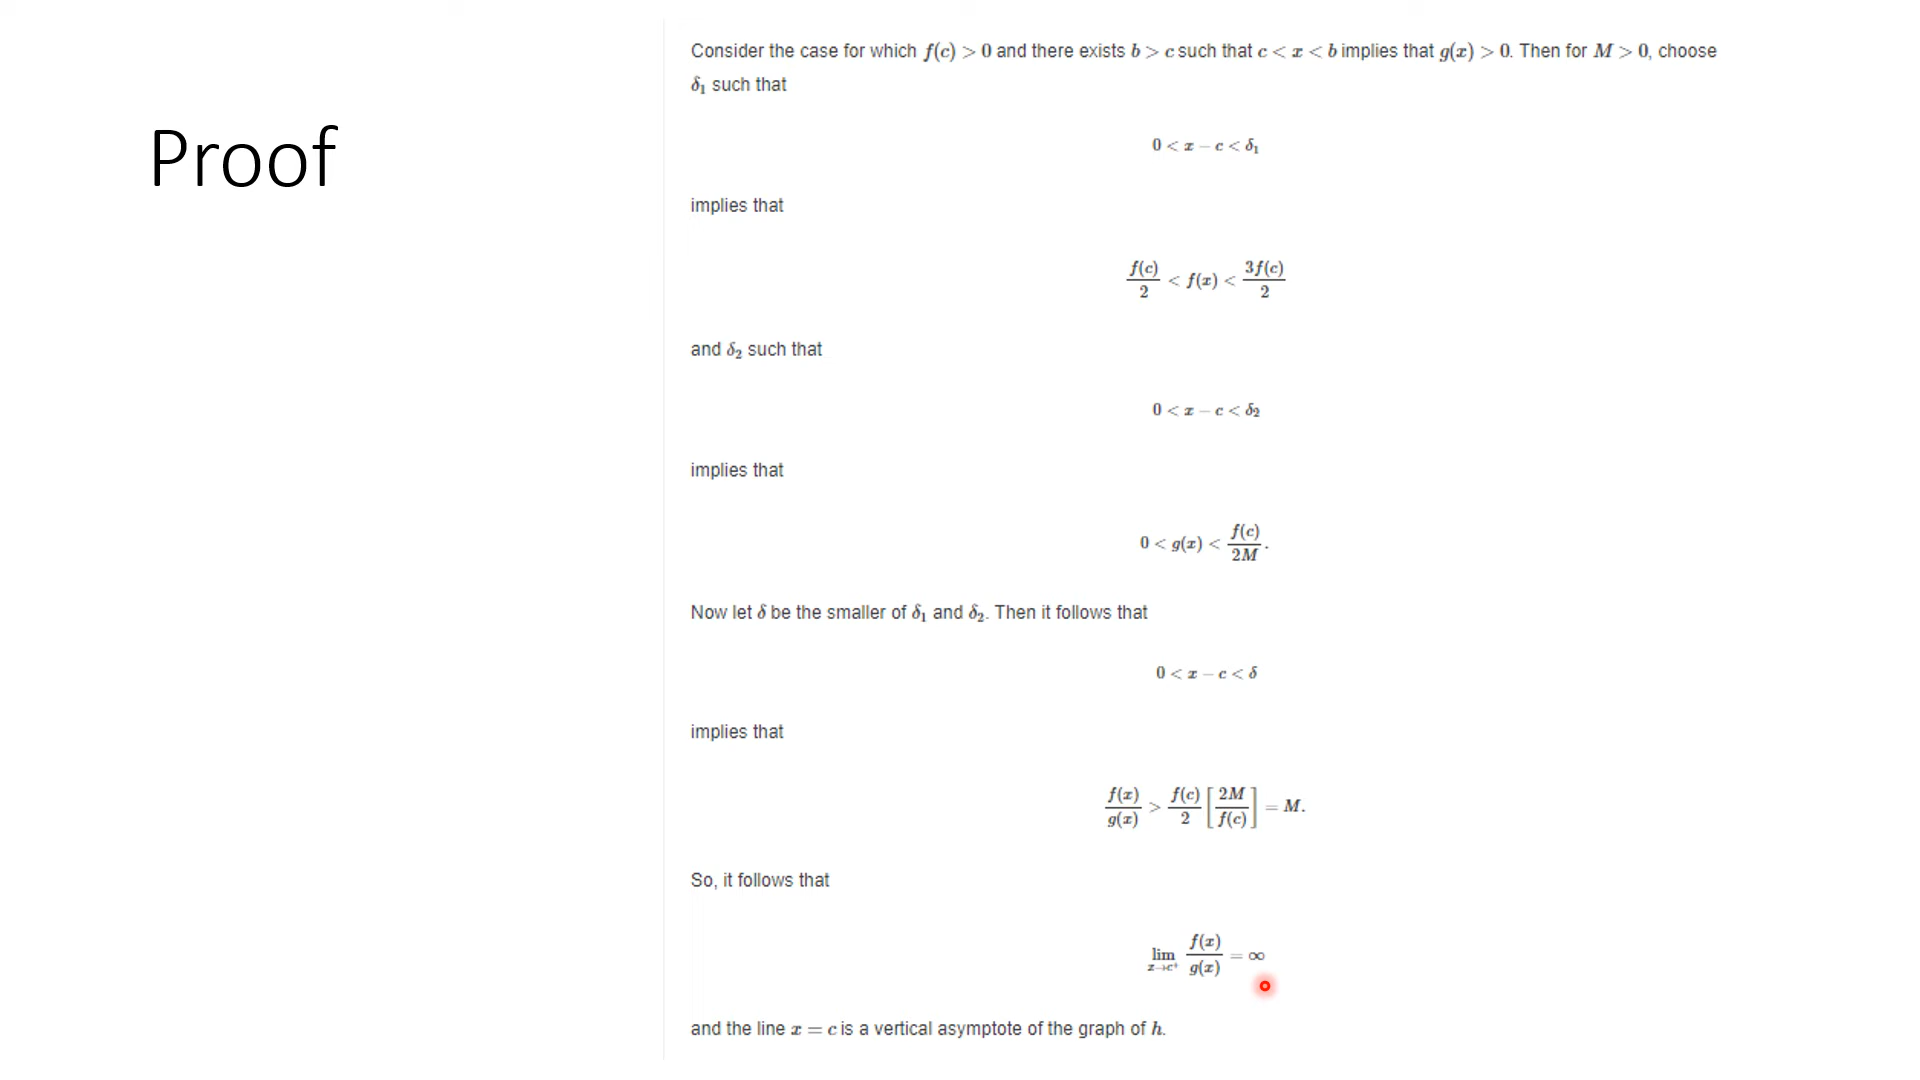 Proof
Consider the case for which f(c) > 0 and there exists b > c such that c < x < b implies that g(x) > 0. Then for M > 0, choose
δ₁ such that
0 < x − c < δ₁
implies that
f(c)/2 < f(x) < 3f(c)/2
and δ₂ such that
0 < x − c < δ₂
implies that
0 < g(x) < f(c)/2M.
Now let δ be the smaller of δ₁ and δ₂. Then it follows that
0 < x − c < δ
implies that
f(x)/g(x) > f(c)/2 [2M/f(c)] = M.
So, it follows that
lim x→c⁺ f(x)/g(x) = ∞
and the line x = c is a vertical asymptote of the graph of h.